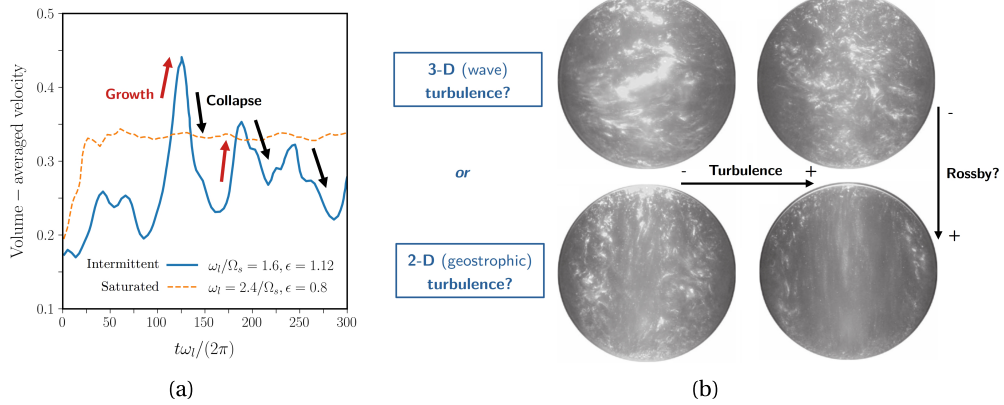 0.5
0.4
0.3
0.2
0.1
Volume − averaged velocity
Growth
Collapse
Intermittent
ω_l/Ω_s = 1.6, ϵ = 1.12
Saturated
ω_l = 2.4/Ω_s, ϵ = 0.8
0 50 100 150 200 250 300
tω_l/(2π)
(a)
3-D (wave)
turbulence?
or
2-D (geostrophic)
turbulence?
- Turbulence +
-
Rossby?
+
(b)